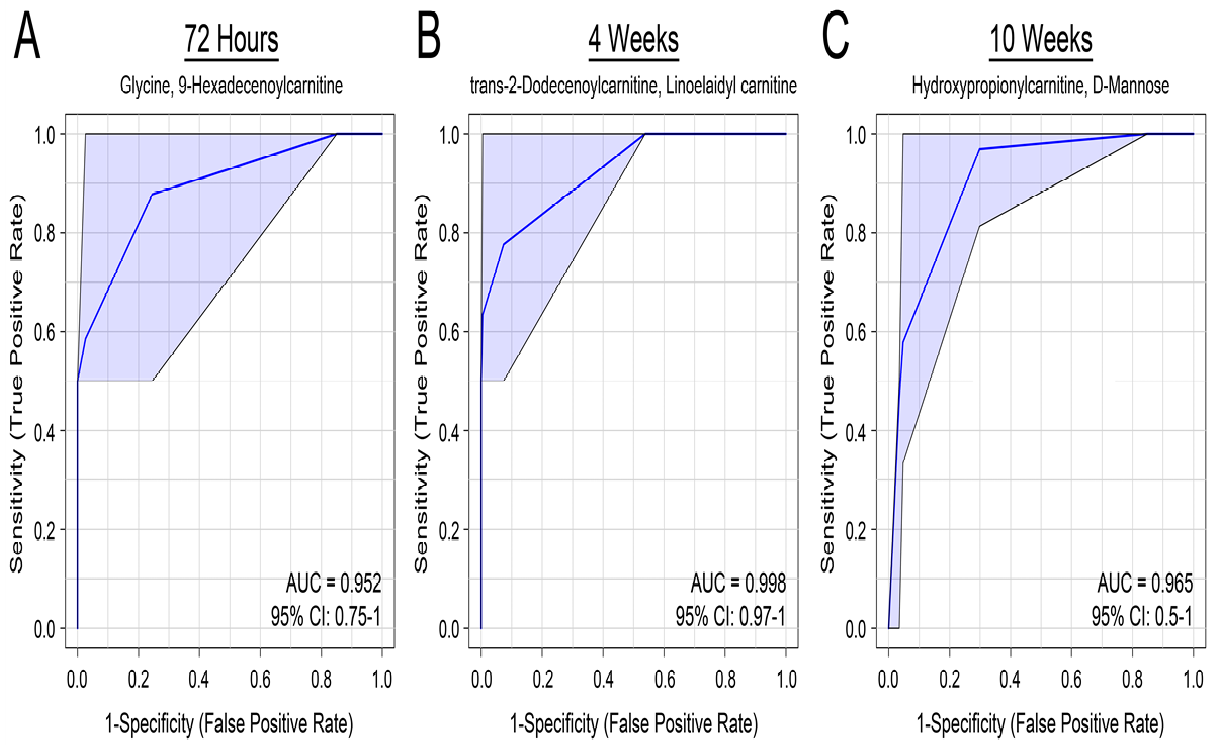 A
72 Hours
Glycine, 9-Hexadecenoylcarnitine
Sensitivity (True Positive Rate)
1.0
0.8
0.6
0.4
0.2
0.0
AUC = 0.952
95% CI: 0.75-1
0.0 0.2 0.4 0.6 0.8 1.0
1-Specificity (False Positive Rate)
B
4 Weeks
trans-2-Dodecenoylcarnitine, Linoelaidyl carnitine
Sensitivity (True Positive Rate)
1.0
0.8
0.6
0.4
0.2
0.0
AUC = 0.998
95% CI: 0.97-1
0.0 0.2 0.4 0.6 0.8 1.0
1-Specificity (False Positive Rate)
C
10 Weeks
Hydroxypropionylcarnitine, D-Mannose
Sensitivity (True Positive Rate)
1.0
0.8
0.6
0.4
0.2
0.0
AUC = 0.965
95% CI: 0.5-1
0.0 0.2 0.4 0.6 0.8 1.0
1-Specificity (False Positive Rate)